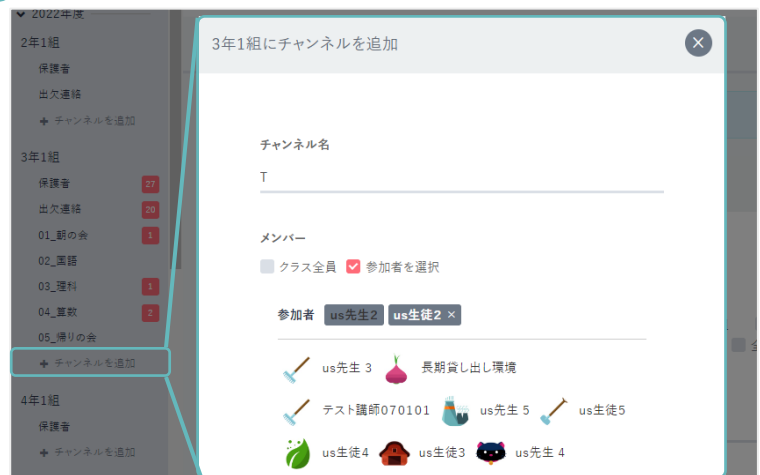 2022年度
2年1組
保護者
出欠連絡
+ チャンネルを追加
3年1組
保護者 27
出欠連絡 20
01_朝の会 1
02_国語
03_理科 1
04_算数 2
05_帰りの会
+ チャンネルを追加
4年1組
保護者
+ チャンネルを追加
3年1組にチャンネルを追加
チャンネル名
T
メンバー
クラス全員 参加者を選択
参加者 us先生2 us生徒2 ×
us先生 3 長期貸し出し環境
テスト講師070101 us先生 5 us生徒5
us生徒4 us生徒3 us先生 4